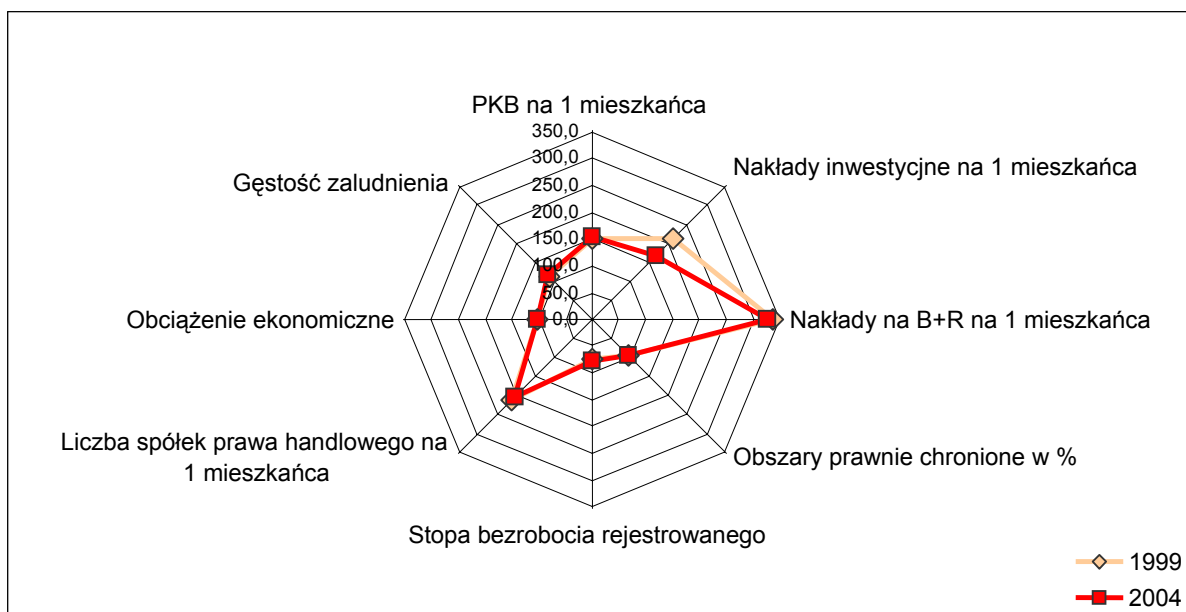 PKB na 1 mieszkańca
350,0
300,0
250,0
200,0
150,0
100,0
50,0
0,0
Nakłady inwestycyjne na 1 mieszkańca
Gęstość zaludnienia
Obciążenie ekonomiczne
Nakłady na B+R na 1 mieszkańca
Liczba spółek prawa handlowego na
1 mieszkańca
Obszary prawnie chronione w %
Stopa bezrobocia rejestrowanego
1999
2004